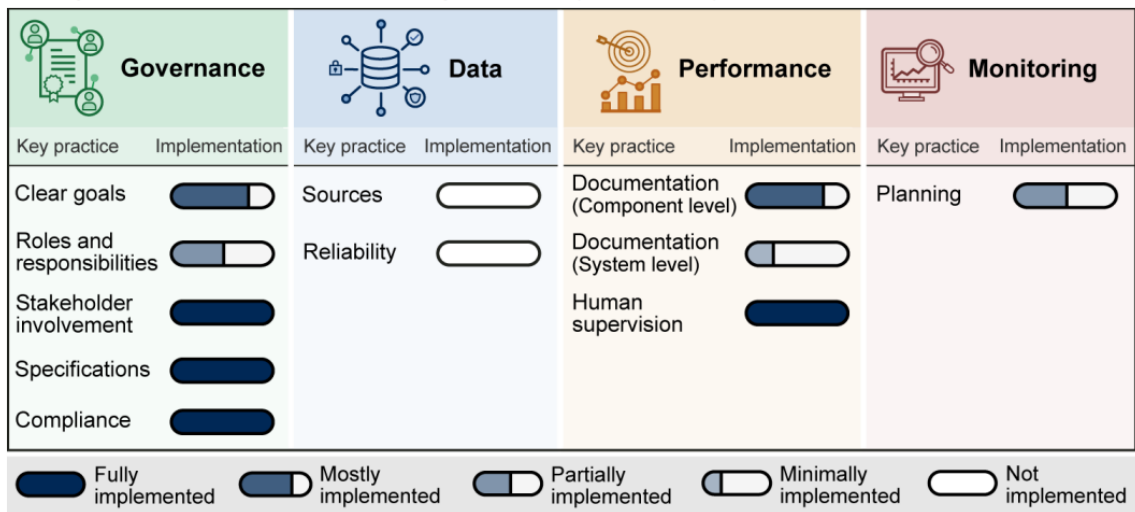 Governance
Data
Performance
Monitoring
Key practice Implementation
Key practice Implementation
Key practice Implementation
Key practice Implementation
Clear goals
Roles and
responsibilities
Stakeholder
involvement
Specifications
Compliance
Sources
Reliability
Documentation
(Component level)
Documentation
(System level)
Human
supervision
Planning
Fully
implemented
Mostly
implemented
Partially
implemented
Minimally
implemented
Not
implemented